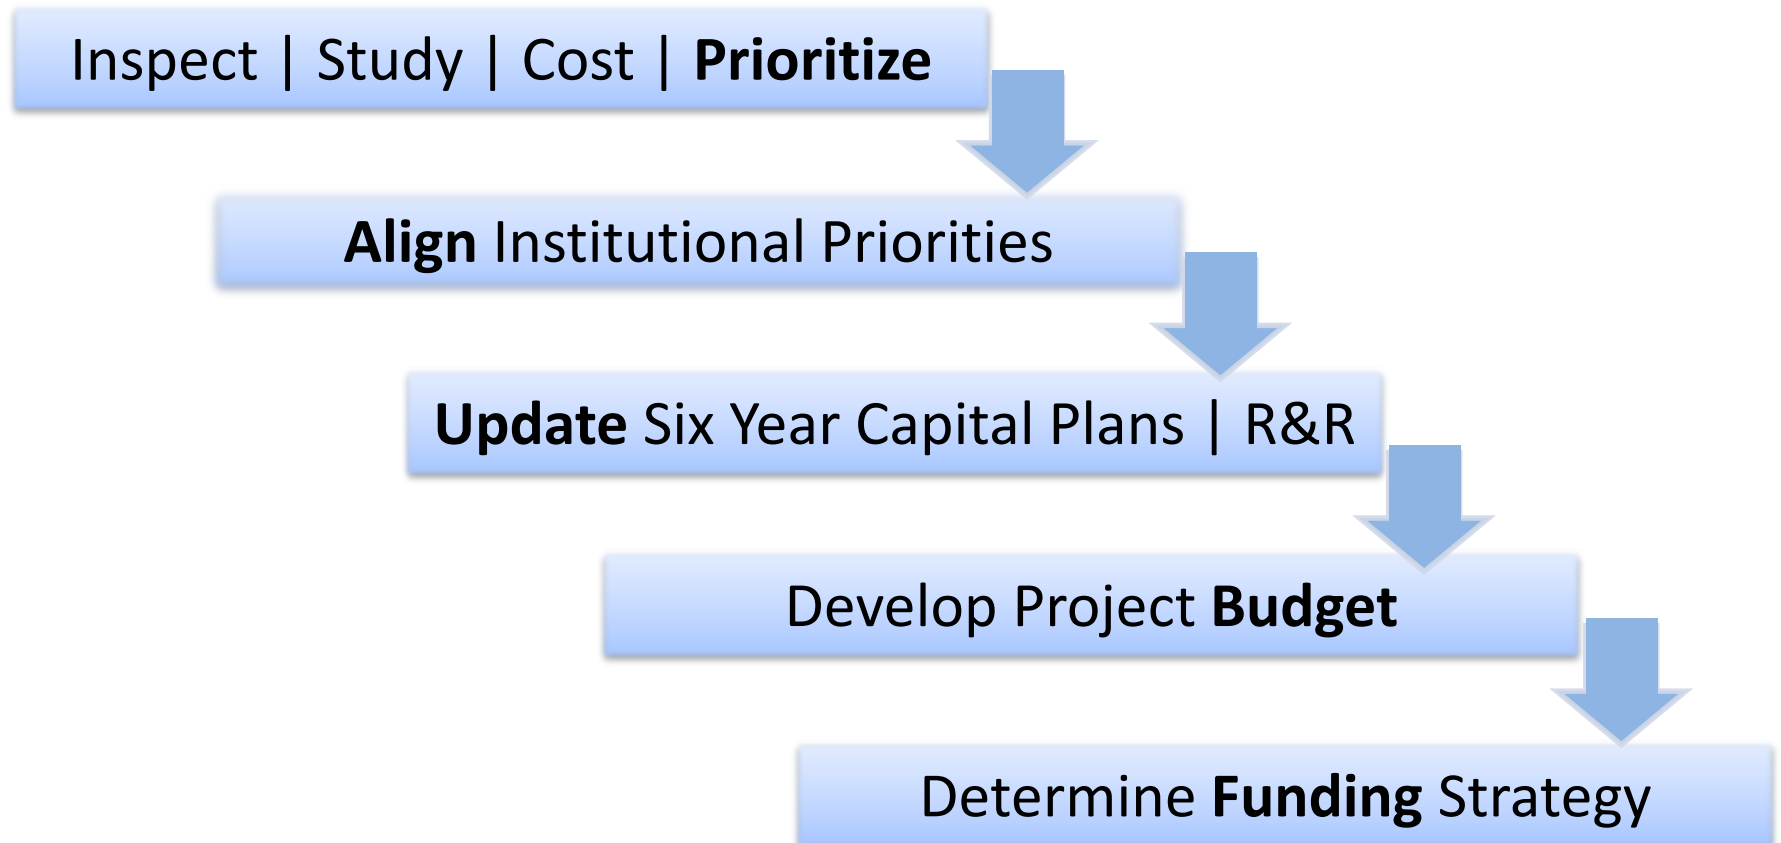 Inspect | Study | Cost | Prioritize
Align Institutional Priorities
Update Six Year Capital Plans | R&R
Develop Project Budget
Determine Funding Strategy